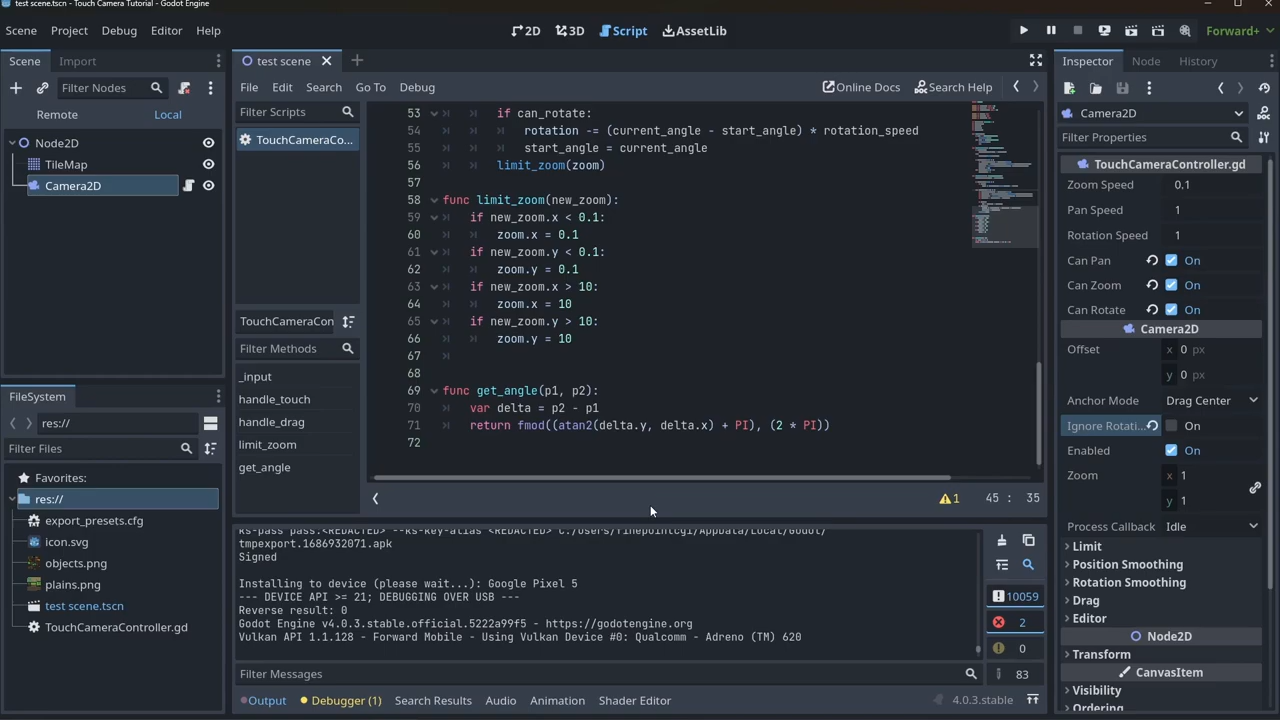 test scene.tscn - Touch Camera Tutorial - Godot Engine
Scene Project Debug Editor Help
2D 3D Script AssetLib
Forward+
Scene Import
Filter Nodes
Remote Local
Node2D
TileMap
Camera2D
FileSystem
res://
Filter Files
Favorites:
res://
export_presets.cfg
icon.svg
objects.png
plains.png
test scene.tscn
TouchCameraController.gd
test scene
File Edit Search Go To Debug
Online Docs Search Help
Filter Scripts
TouchCameraCo...
TouchCameraCon
Filter Methods
_input
handle_touch
handle_drag
limit_zoom
get_angle
53 if can_rotate:
54 rotation -= (current_angle - start_angle) * rotation_speed
55 start_angle = current_angle
56 limit_zoom(zoom)
57
58 func limit_zoom(new_zoom):
59 if new_zoom.x < 0.1:
60 zoom.x = 0.1
61 if new_zoom.y < 0.1:
62 zoom.y = 0.1
63 if new_zoom.x > 10:
64 zoom.x = 10
65 if new_zoom.y > 10:
66 zoom.y = 10
67
68
69 func get_angle(p1, p2):
70 var delta = p2 - p1
71 return fmod((atan2(delta.y, delta.x) + PI), (2 * PI))
72
1 45 : 35
ks-pass pass:<REDACTED> --ks-key-alias <REDACTED> C:/Users/finepointcgi/AppData/Local/Godot/
tmpexport.1686932071.apk
Signed
Installing to device (please wait...): Google Pixel 5
--- DEVICE API >= 21; DEBUGGING OVER USB ---
Reverse result: 0
Godot Engine v4.0.3.stable.official.5222a99f5 - https://godotengine.org
Vulkan API 1.1.128 - Forward Mobile - Using Vulkan Device #0: Qualcomm - Adreno (TM) 620
Filter Messages
10059
2
0
83
Output Debugger (1) Search Results Audio Animation Shader Editor
4.0.3.stable
Inspector Node History
Camera2D
Filter Properties
TouchCameraController.gd
Zoom Speed 0.1
Pan Speed 1
Rotation Speed 1
Can Pan On
Can Zoom On
Can Rotate On
Camera2D
Offset x 0 px
y 0 px
Anchor Mode Drag Center
Ignore Rotati... On
Enabled On
Zoom x 1
y 1
Process Callback Idle
Limit
Position Smoothing
Rotation Smoothing
Drag
Editor
Node2D
Transform
CanvasItem
Visibility
Ordering